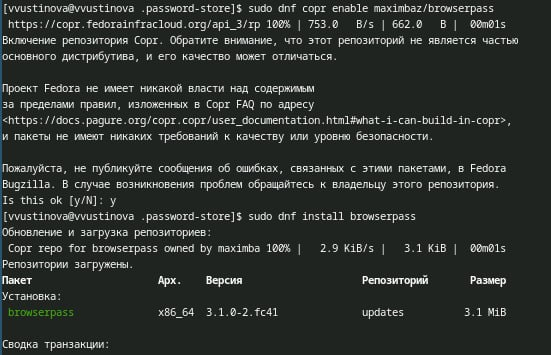 [vvustinova@vvustinova .password-store]$ sudo dnf copr enable maximbaz/browserpass
https://copr.fedorainfracloud.org/api_3/rp 100% | 753.0   B/s | 662.0   B |  00m01s
Включение репозитория Copr. Обратите внимание, что этот репозиторий не является частью
основного дистрибутива, и его качество может отличаться.

Проект Fedora не имеет никакой власти над содержимым
за пределами правил, изложенных в Copr FAQ по адресу
<https://docs.pagure.org/copr.copr/user_documentation.html#what-i-can-build-in-copr>,
и пакеты не имеют никаких требований к качеству или уровню безопасности.

Пожалуйста, не публикуйте сообщения об ошибках, связанных с этими пакетами, в Fedora
Bugzilla. В случае возникновения проблем обращайтесь к владельцу этого репозитория.
Is this ok [y/N]: y
[vvustinova@vvustinova .password-store]$ sudo dnf install browserpass
Обновление и загрузка репозиториев:
Copr repo for browserpass owned by maximba 100% |   2.9 KiB/s |   3.1 KiB |  00m01s
Репозитории загружены.
Пакет Арх. Версия Репозиторий Размер
Установка:
browserpass x86_64 3.1.0-2.fc41 updates 3.1 MiB

Сводка транзакции: